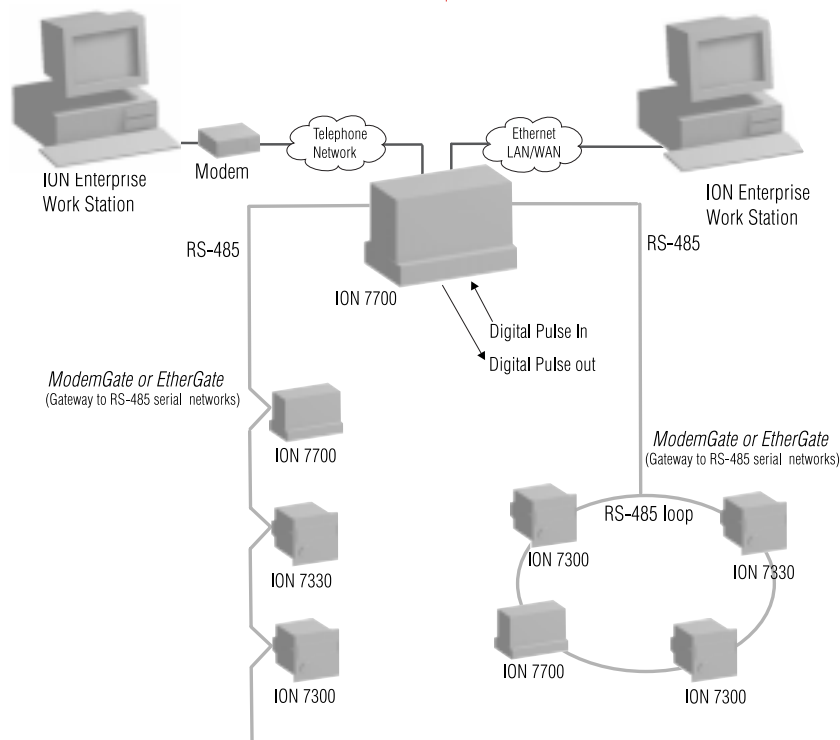 Telephone
Network
Ethernet
LAN/WAN
Modem
ION Enterprise
Work Station
ION Enterprise
Work Station
RS-485
RS-485
ION 7700
Digital Pulse In
Digital Pulse out
ModemGate or EtherGate
(Gateway to RS-485 serial networks)
ION 7700
ModemGate or EtherGate
(Gateway to RS-485 serial networks)
RS-485 loop
ION 7300
ION 7330
ION 7330
ION 7300
ION 7700
ION 7300